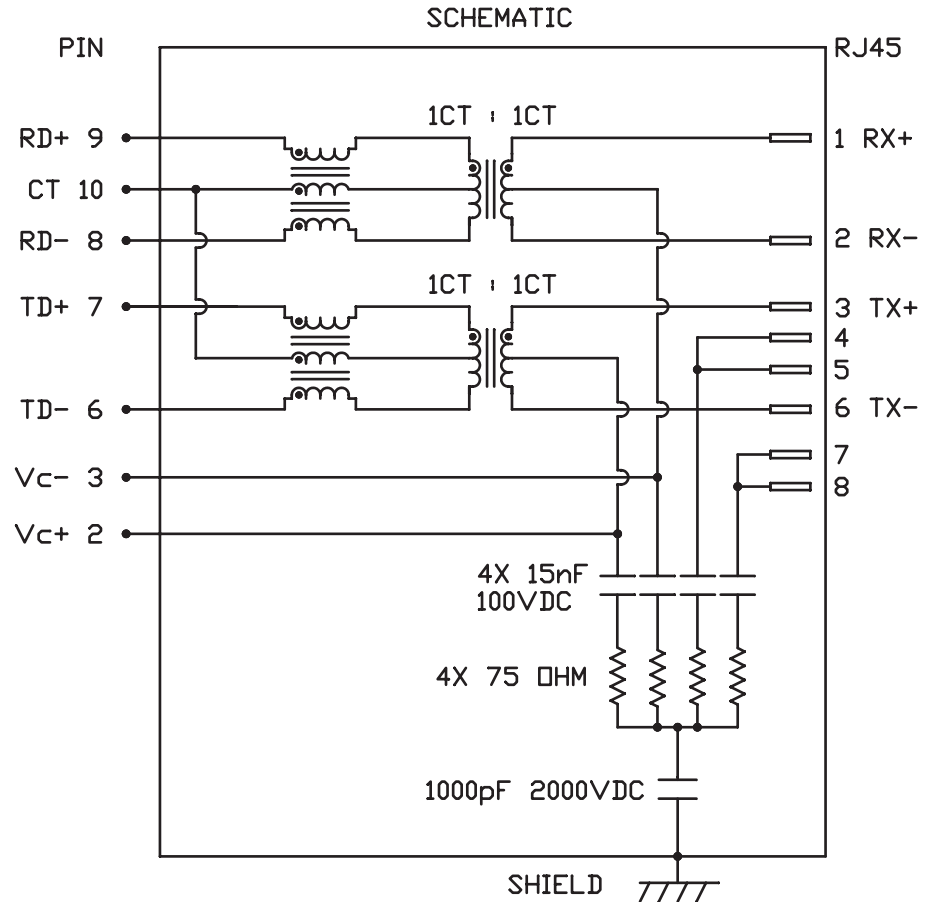 SCHEMATIC
PIN
RJ45
1CT : 1CT
RD+ 9
1 RX+
CT 10
RD- 8
2 RX-
1CT : 1CT
TD+ 7
3 TX+
4
5
TD- 6
6 TX-
7
Vc- 3
8
Vc+ 2
4X 15nF
100VDC
4X 75 OHM
1000pF 2000VDC
SHIELD